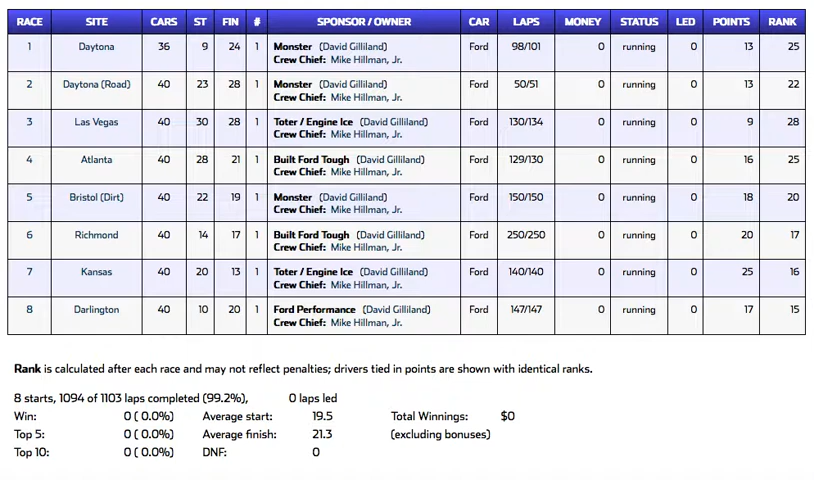 RACE SITE CARS ST FIN # SPONSOR / OWNER CAR LAPS MONEY STATUS LED POINTS RANK
1 Daytona 36 9 24 1 Monster (David Gilliland) Ford 98/101 0 running 0 13 25
Crew Chief: Mike Hillman, Jr.
2 Daytona (Road) 40 23 28 1 Monster (David Gilliland) Ford 50/51 0 running 0 13 22
Crew Chief: Mike Hillman, Jr.
3 Las Vegas 40 30 28 1 Toter / Engine Ice (David Gilliland) Ford 130/134 0 running 0 9 28
Crew Chief: Mike Hillman, Jr.
4 Atlanta 40 28 21 1 Built Ford Tough (David Gilliland) Ford 129/130 0 running 0 16 25
Crew Chief: Mike Hillman, Jr.
5 Bristol (Dirt) 40 22 19 1 Monster (David Gilliland) Ford 150/150 0 running 0 18 20
Crew Chief: Mike Hillman, Jr.
6 Richmond 40 14 17 1 Built Ford Tough (David Gilliland) Ford 250/250 0 running 0 20 17
Crew Chief: Mike Hillman, Jr.
7 Kansas 40 20 13 1 Toter / Engine Ice (David Gilliland) Ford 140/140 0 running 0 25 16
Crew Chief: Mike Hillman, Jr.
8 Darlington 40 10 20 1 Ford Performance (David Gilliland) Ford 147/147 0 running 0 17 15
Crew Chief: Mike Hillman, Jr.
Rank is calculated after each race and may not reflect penalties; drivers tied in points are shown with identical ranks.
8 starts, 1094 of 1103 laps completed (99.2%), 0 laps led
Win: 0 ( 0.0%) Average start: 19.5 Total Winnings: $0
Top 5: 0 ( 0.0%) Average finish: 21.3 (excluding bonuses)
Top 10: 0 ( 0.0%) DNF: 0